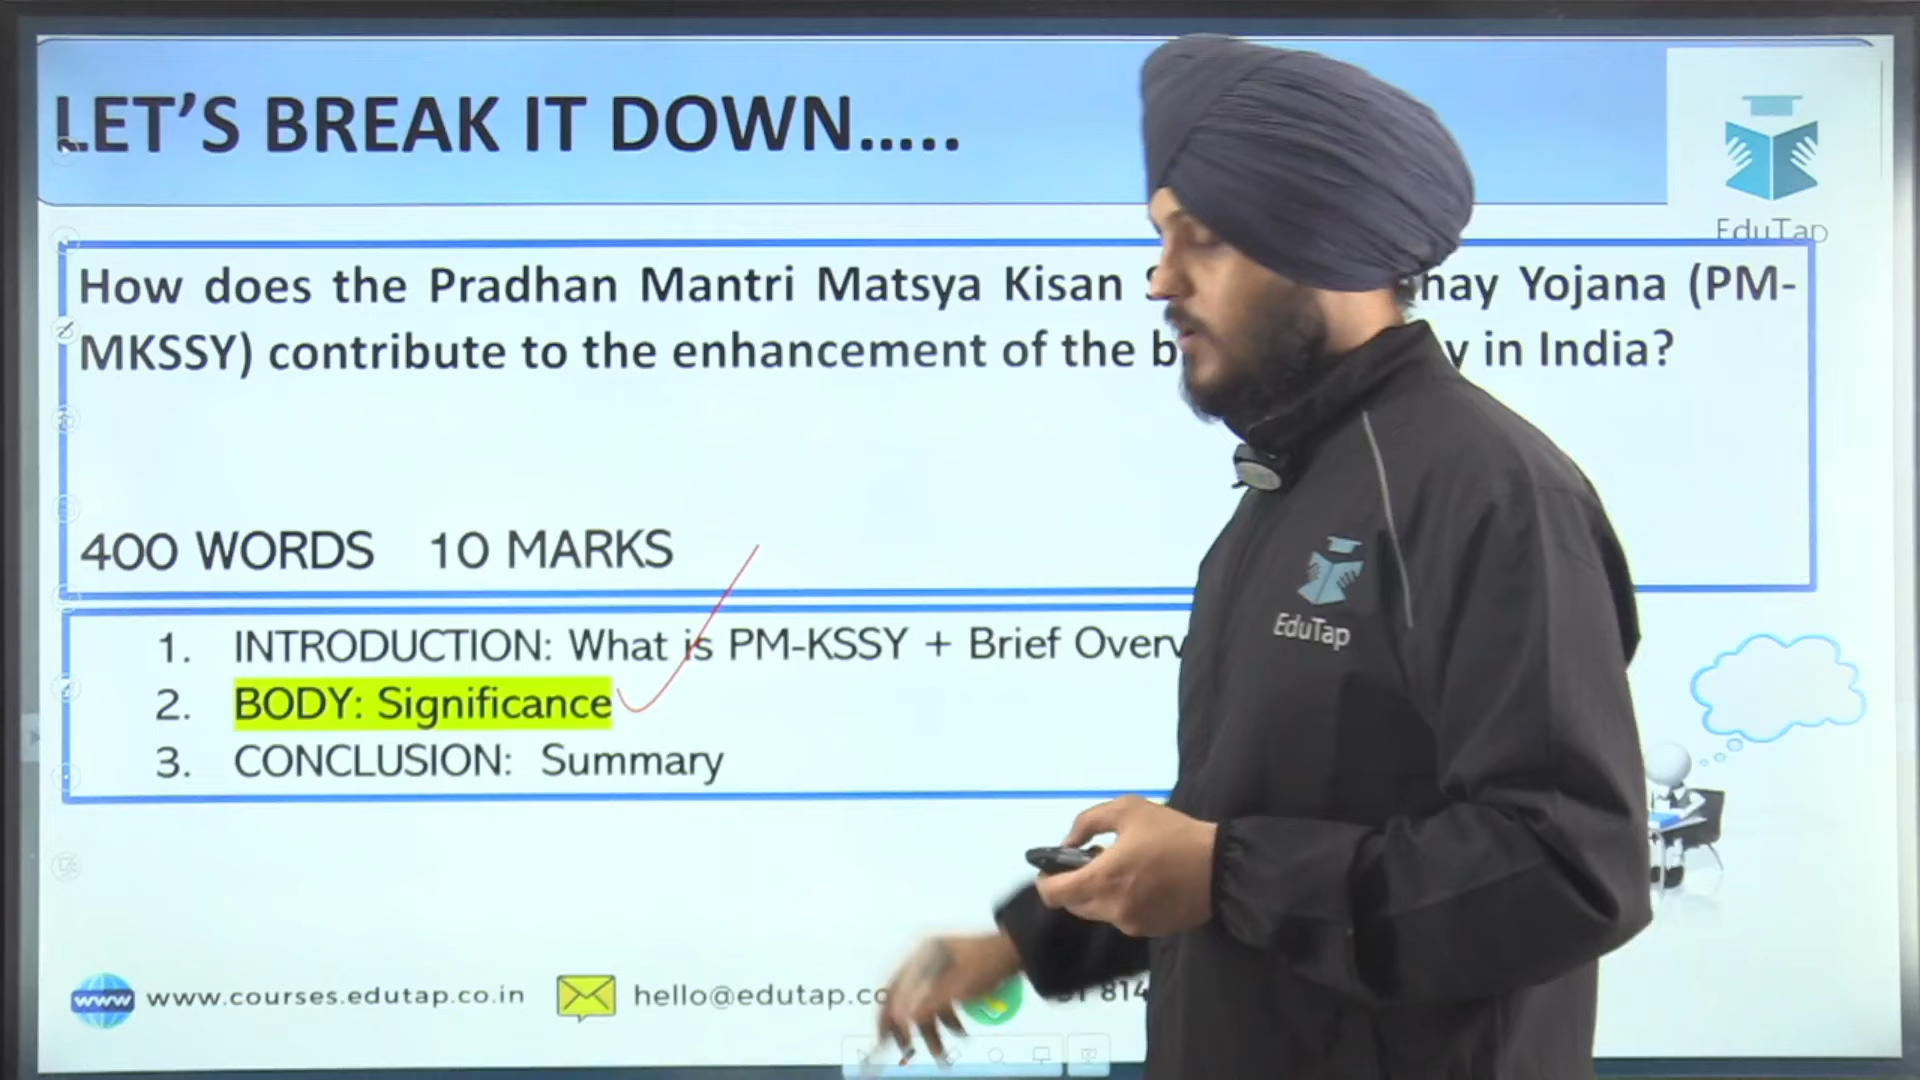 LET'S BREAK IT DOWN.....
EduTap
How does the Pradhan Mantri Matsya Kisan Yojana (PM-
MKSSY) contribute to the enhancement of the in India?
400 WORDS 10 MARKS
1. INTRODUCTION: What is PM-KSSY + Brief
2. BODY: Significance
3. CONCLUSION: Summary
EduTap
www www.courses.edutap.co.in hello@edutap.co 814